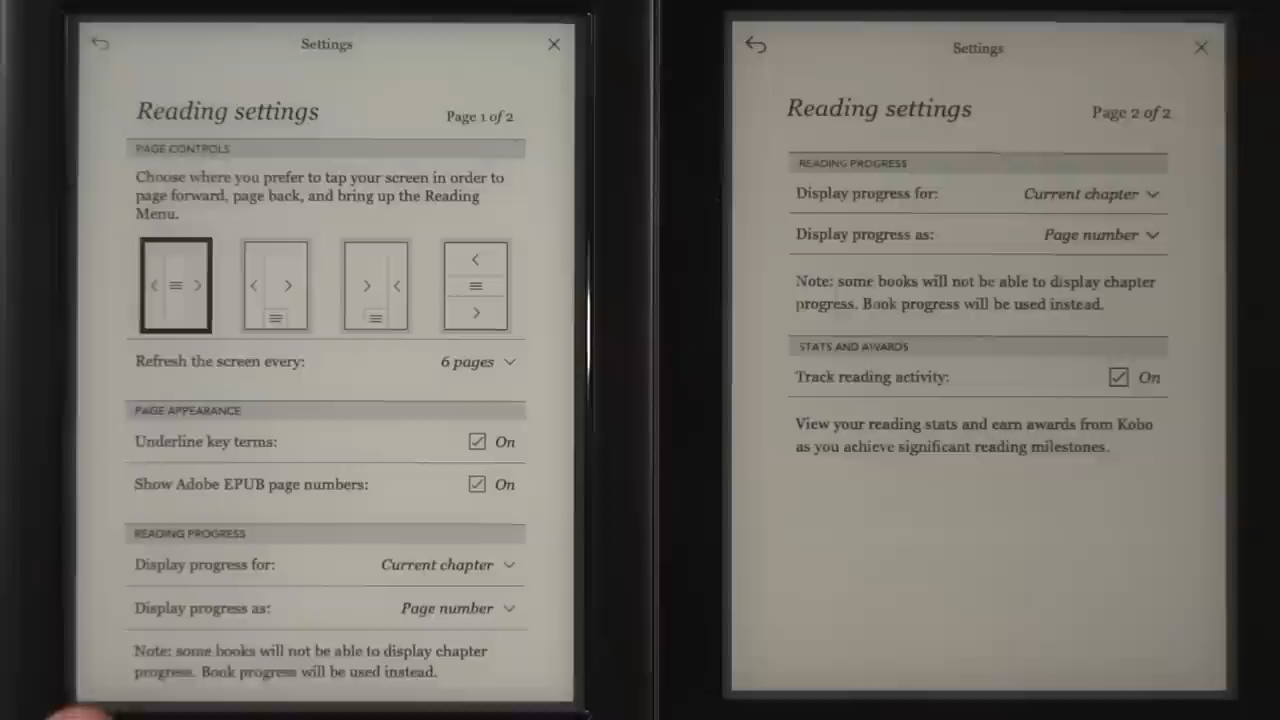 Settings
Reading settings
Page 1 of 2
PAGE CONTROLS
Choose where you prefer to tap your screen in order to
page forward, page back, and bring up the Reading
Menu.
Refresh the screen every: 6 pages
PAGE APPEARANCE
Underline key terms: On
Show Adobe EPUB page numbers: On
READING PROGRESS
Display progress for: Current chapter
Display progress as: Page number
Note: some books will not be able to display chapter
progress. Book progress will be used instead.
Settings
Reading settings
Page 2 of 2
READING PROGRESS
Display progress for: Current chapter
Display progress as: Page number
Note: some books will not be able to display chapter
progress. Book progress will be used instead.
STATS AND AWARDS
Track reading activity: On
View your reading stats and earn awards from Kobo
as you achieve significant reading milestones.